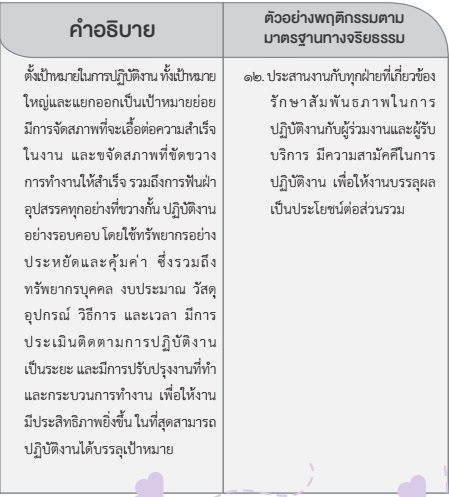 คำอธิบาย
ตัวอย่างพฤติกรรมตาม
มาตรฐานทางจริยธรรม
ตั้งเป้าหมายในการปฏิบัติงาน ทั้งเป้าหมาย
ใหญ่และแยกออกเป็นเป้าหมายย่อย
มีการจัดสภาพที่จะเอื้อต่อความสำเร็จ
ในงาน และขจัดสภาพที่ขัดขวาง
การทำงานให้สำเร็จ รวมถึงการฟันฝ่า
อุปสรรคทุกอย่างที่ขวางกั้น ปฏิบัติงาน
อย่างรอบคอบ โดยใช้ทรัพยากรอย่าง
ประหยัดและคุ้มค่า ซึ่งรวมถึง
ทรัพยากรบุคคล งบประมาณ วัสดุ
อุปกรณ์ วิธีการ และเวลา มีการ
ประเมินติดตามการปฏิบัติงาน
เป็นระยะ และมีการปรับปรุงงานที่ทำ
และกระบวนการทำงาน เพื่อให้งาน
มีประสิทธิภาพยิ่งขึ้น ในที่สุดสามารถ
ปฏิบัติงานได้บรรลุเป้าหมาย
๑๒. ประสานงานกับทุกฝ่ายที่เกี่ยวข้อง
รักษาสัมพันธภาพในการ
ปฏิบัติงานกับผู้ร่วมงานและผู้รับ
บริการ มีความสามัคคีในการ
ปฏิบัติงาน เพื่อให้งานบรรลุผล
เป็นประโยชน์ต่อส่วนรวม